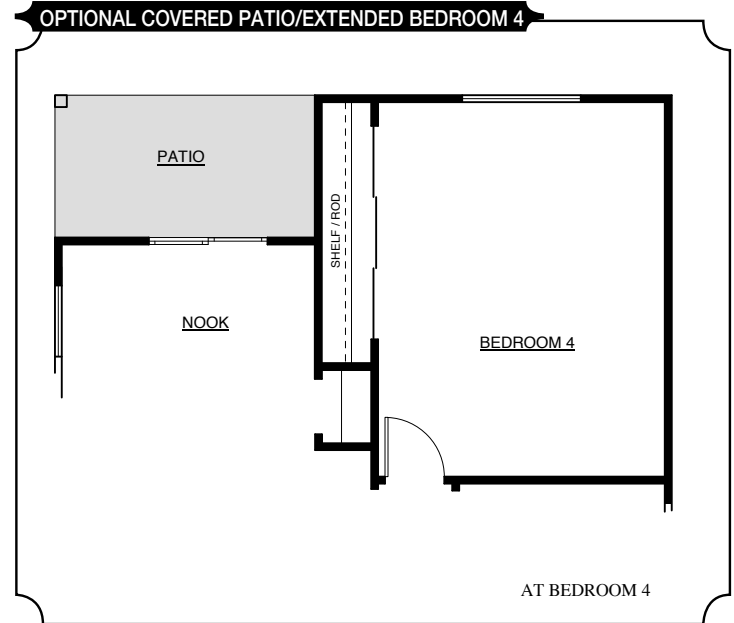 OPTIONAL COVERED PATIO/EXTENDED BEDROOM 4
PATIO
SHELF / ROD
NOOK
BEDROOM 4
AT BEDROOM 4